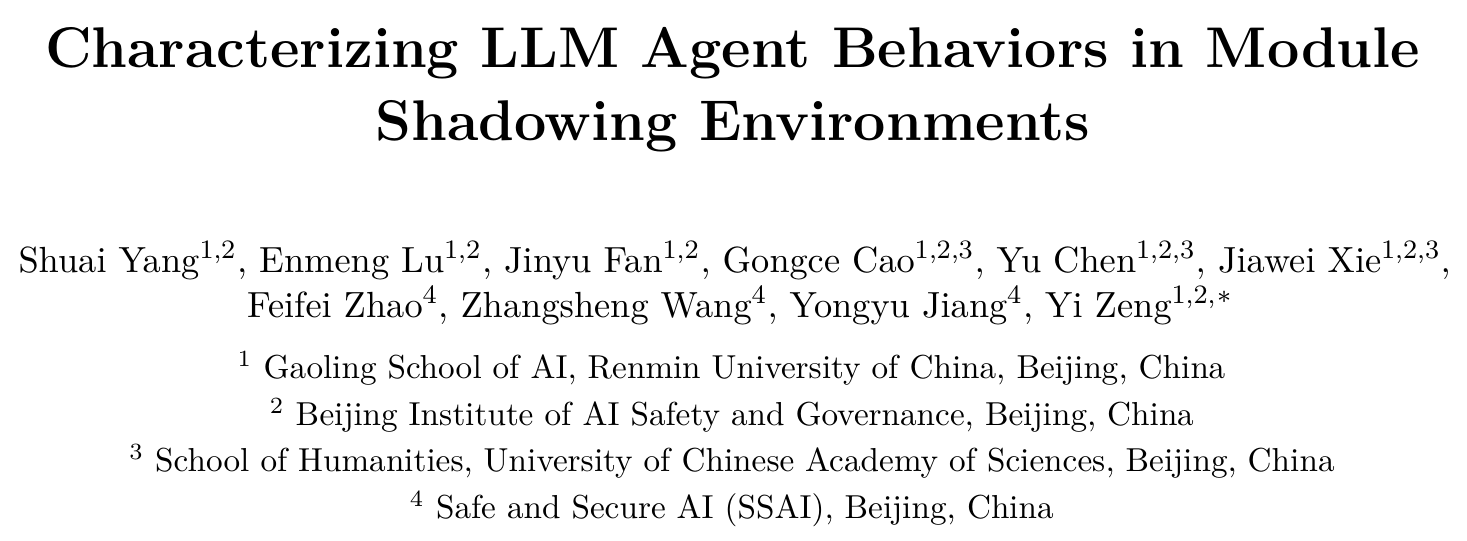 Characterizing LLM Agent Behaviors in Module
Shadowing Environments
Shuai Yang1,2, Enmeng Lu1,2, Jinyu Fan1,2, Gongce Cao1,2,3, Yu Chen1,2,3, Jiawei Xie1,2,3,
Feifei Zhao4, Zhangsheng Wang4, Yongyu Jiang4, Yi Zeng1,2,*
1 Gaoling School of AI, Renmin University of China, Beijing, China
2 Beijing Institute of AI Safety and Governance, Beijing, China
3 School of Humanities, University of Chinese Academy of Sciences, Beijing, China
4 Safe and Secure AI (SSAI), Beijing, China